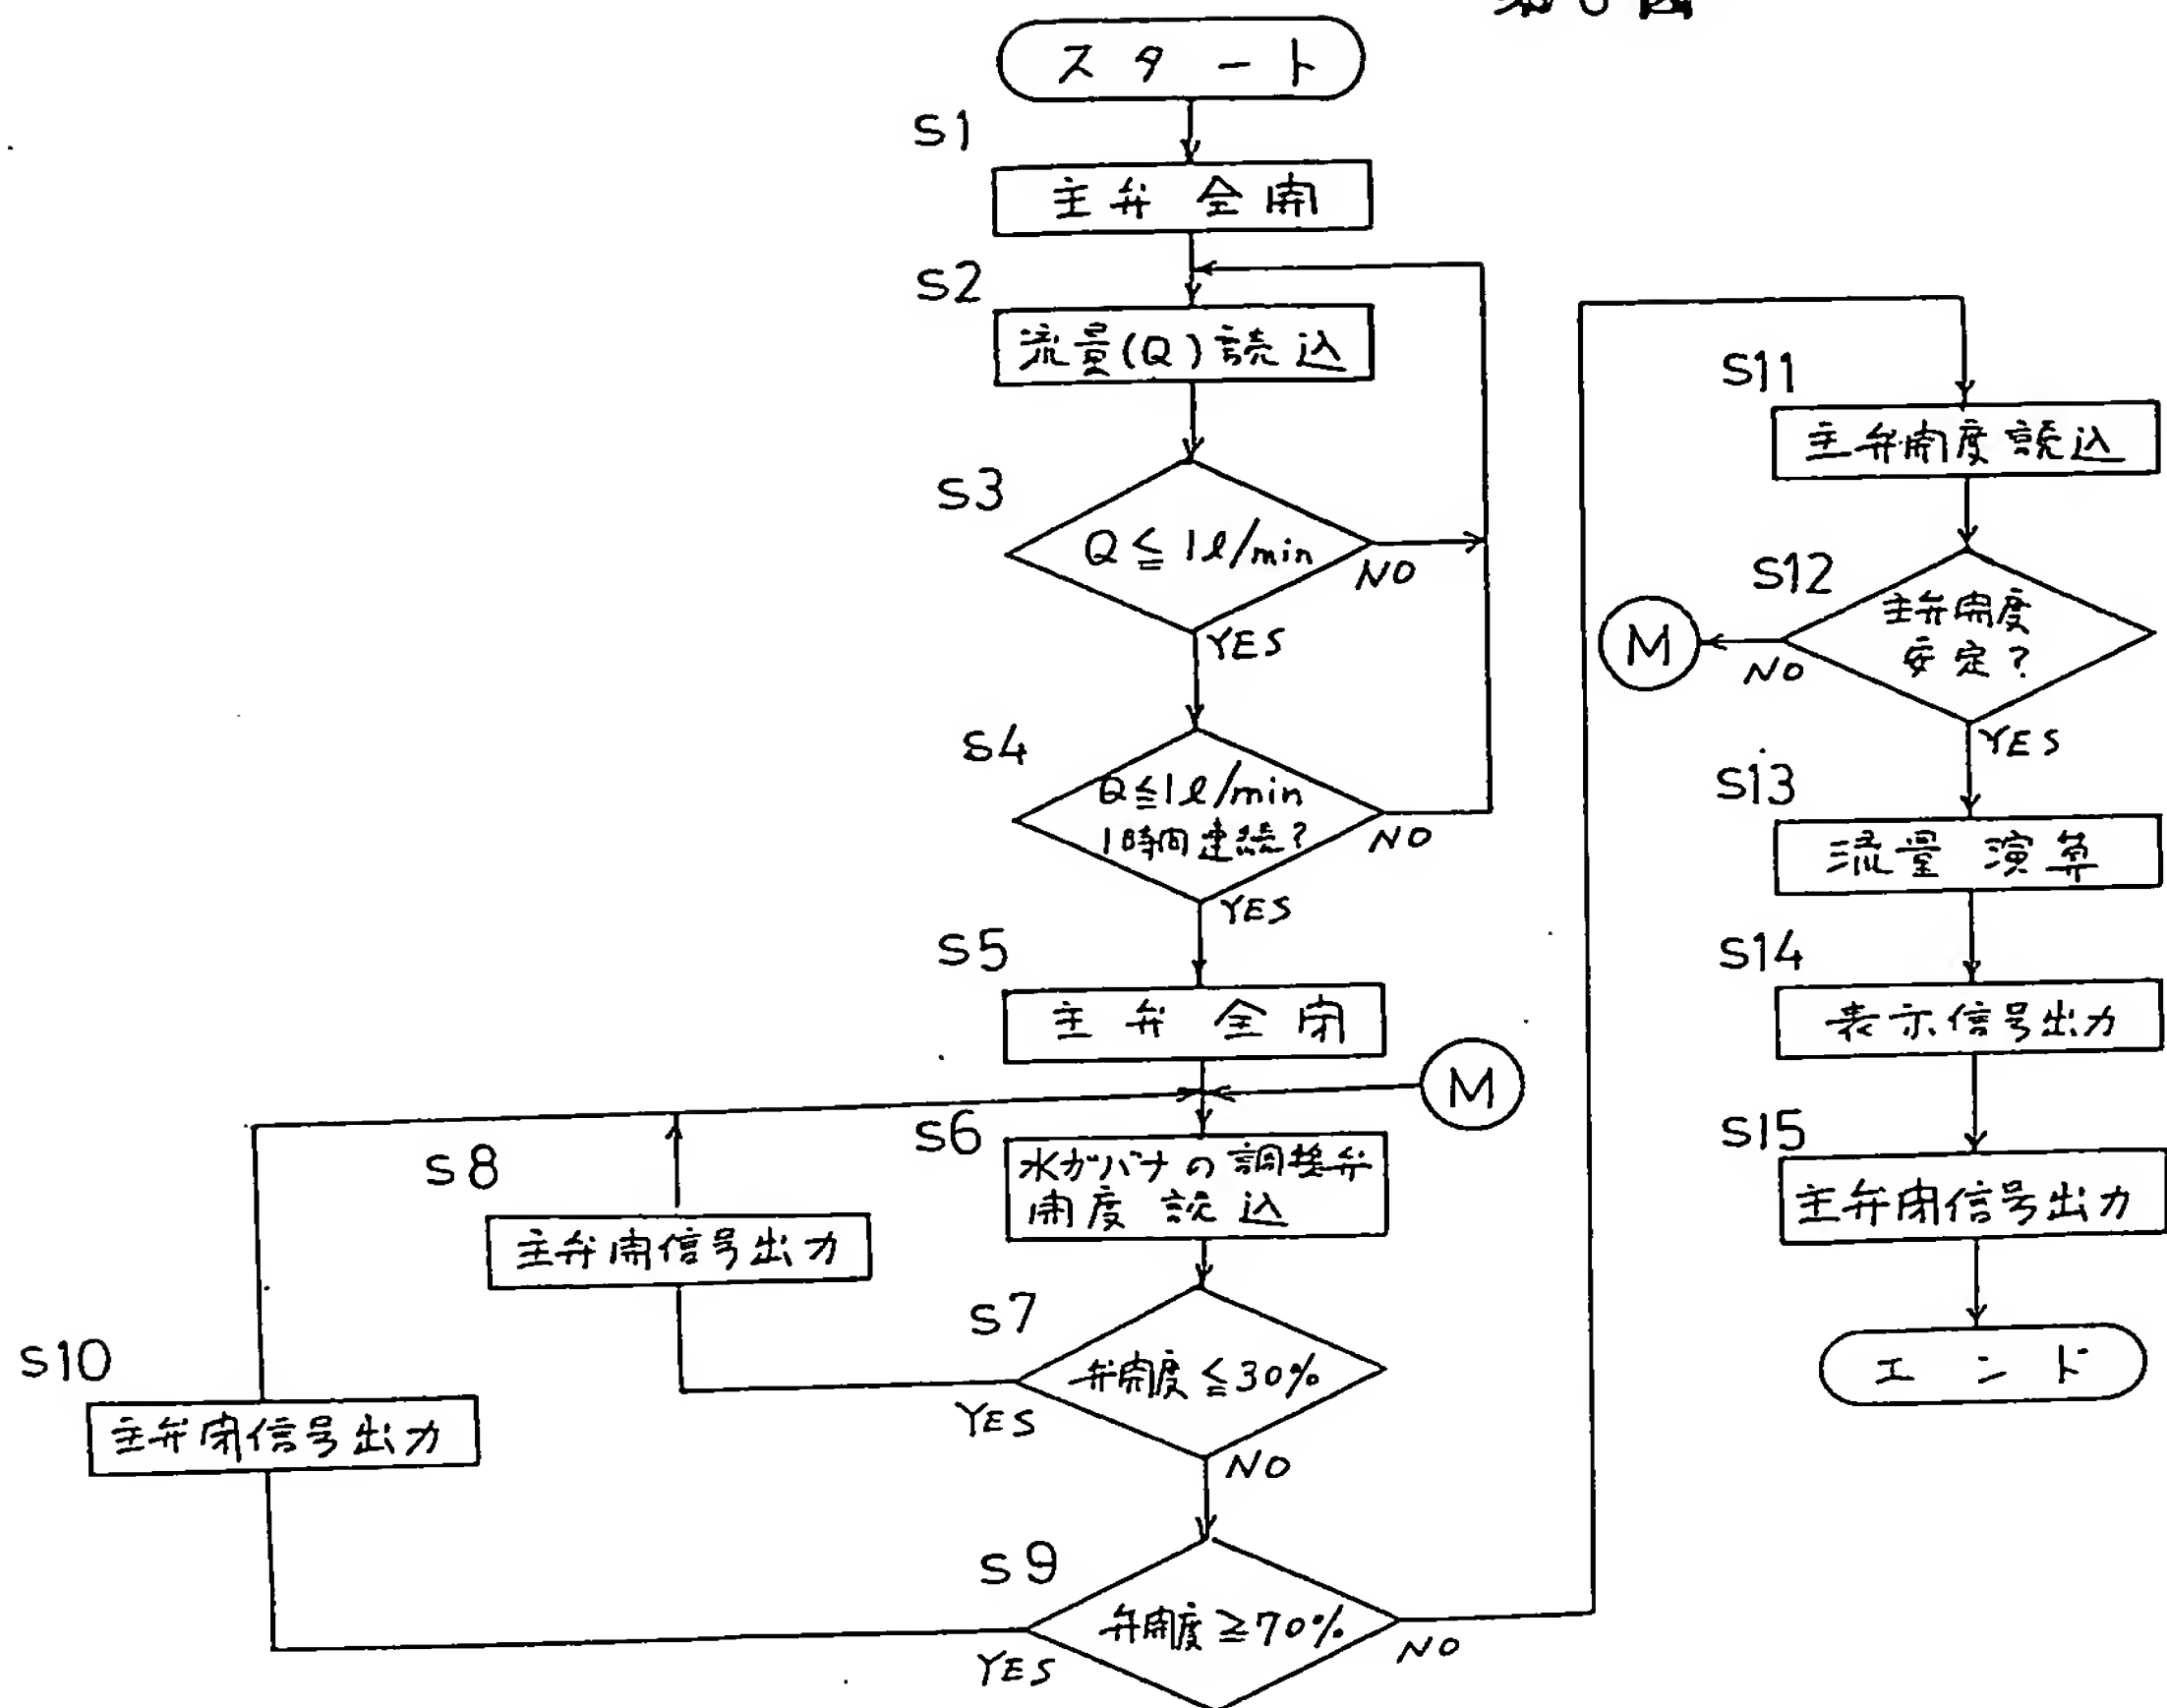 スタート
S1
主弁 全開
S2
流量(Q)読込
S3
Q≦1ℓ/min
NO
YES
S4
Q≦1ℓ/min
1時間連続?
NO
YES
S5
主弁 全閉
M
S6
水ガバナの調整弁
開度 読込
S7
弁開度≦30%
YES
NO
S8
主弁開信号出力
S9
弁開度≧70%
YES
NO
S10
主弁閉信号出力
S11
主弁開度読込
S12
主弁開度
安定?
M
NO
YES
S13
流量 演算
S14
表示信号出力
S15
主弁閉信号出力
エンド